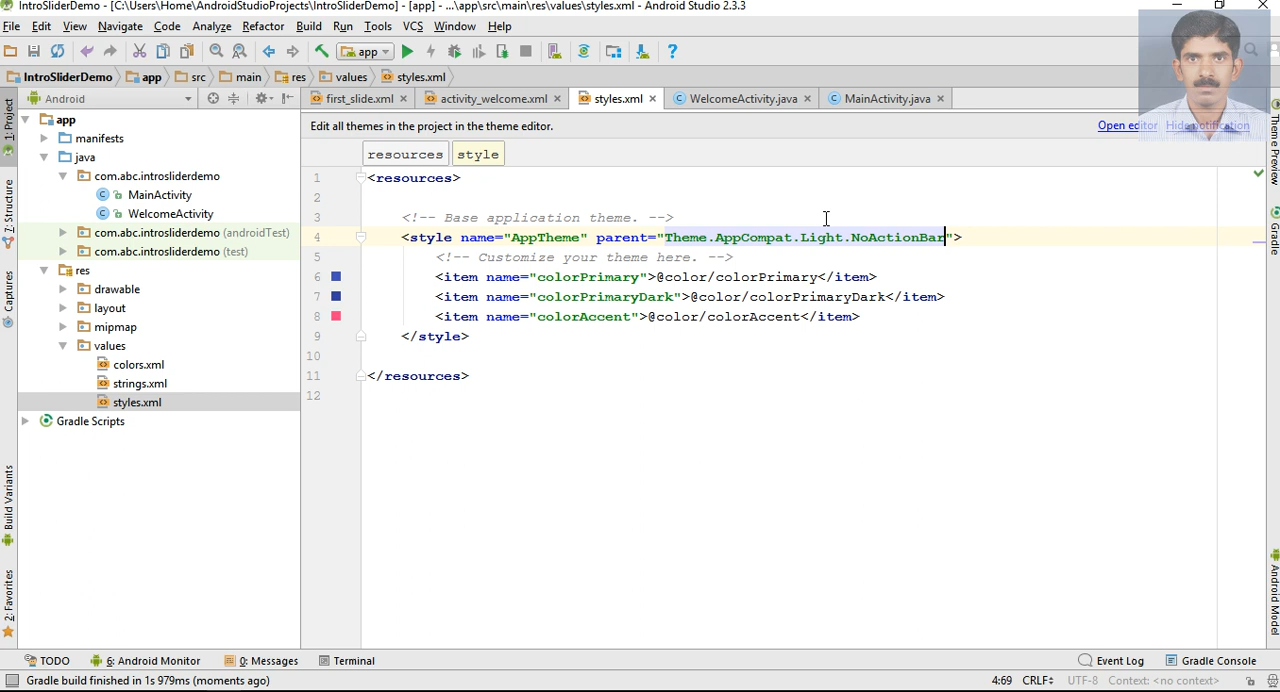 IntroSliderDemo - [C:\Users\Home\AndroidStudioProjects\IntroSliderDemo] - [app] - ...\app\src\main\res\values\styles.xml - Android Studio 2.3.3
File Edit View Navigate Code Analyze Refactor Build Run Tools VCS Window Help
app
IntroSliderDemo app src main res values styles.xml
Android
first_slide.xml activity_welcome.xml styles.xml WelcomeActivity.java MainActivity.java
Edit all themes in the project in the theme editor. Open editor Hide notification
resources style
app
manifests
java
com.abc.introsliderdemo
MainActivity
WelcomeActivity
com.abc.introsliderdemo (androidTest)
com.abc.introsliderdemo (test)
res
drawable
layout
mipmap
values
colors.xml
strings.xml
styles.xml
Gradle Scripts
1 <resources>
2
3 <!-- Base application theme. -->
4 <style name="AppTheme" parent="Theme.AppCompat.Light.NoActionBar">
5 <!-- Customize your theme here. -->
6 <item name="colorPrimary">@color/colorPrimary</item>
7 <item name="colorPrimaryDark">@color/colorPrimaryDark</item>
8 <item name="colorAccent">@color/colorAccent</item>
9 </style>
10
11 </resources>
12
1: Project
7: Structure
Captures
Build Variants
2: Favorites
Theme Preview
Gradle
Android Model
TODO 6: Android Monitor 0: Messages Terminal Event Log Gradle Console
Gradle build finished in 1s 979ms (moments ago) 4:69 CRLF UTF-8 Context: <no context>